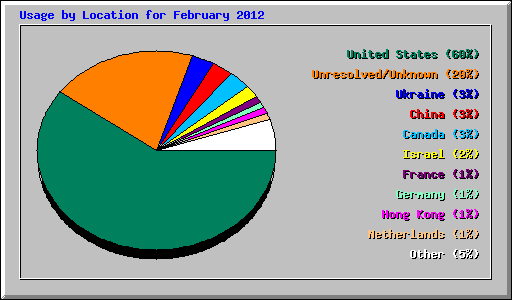 Usage by Location for February 2012
United States (60%)
Unresolved/Unknown (20%)
Ukraine (3%)
China (3%)
Canada (3%)
Israel (2%)
France (1%)
Germany (1%)
Hong Kong (1%)
Netherlands (1%)
Other (5%)